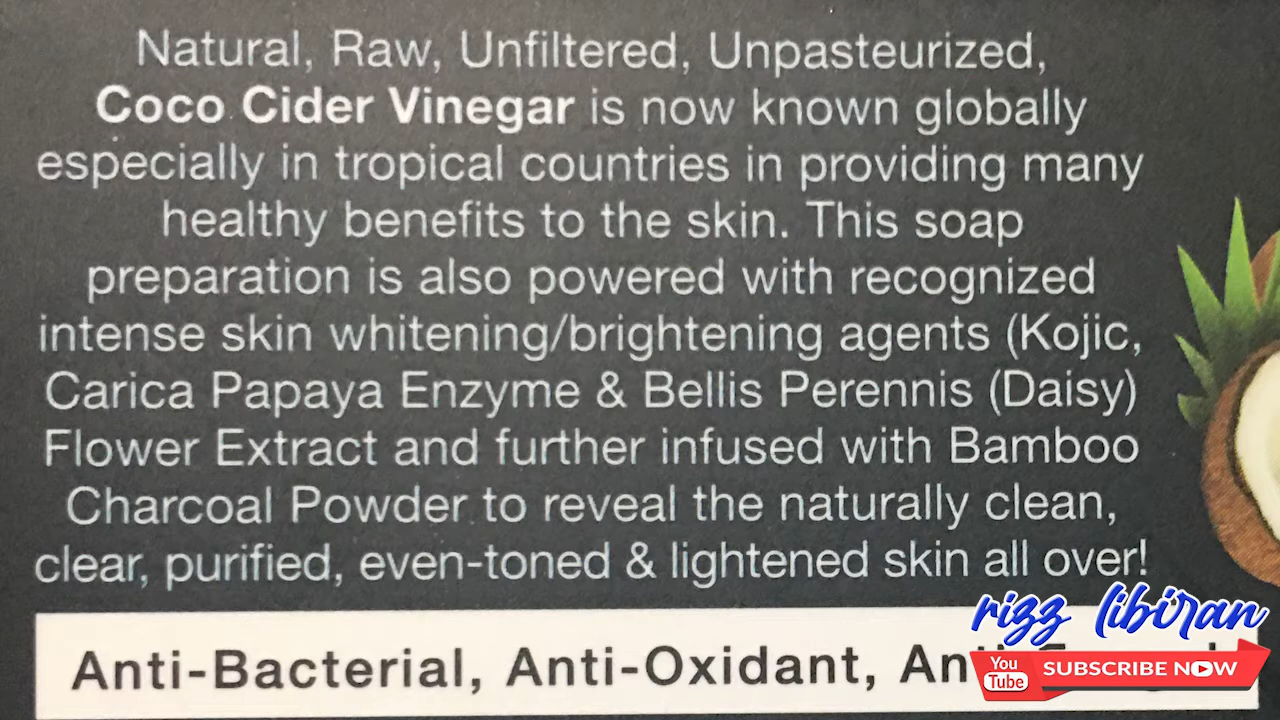 Natural, Raw, Unfiltered, Unpasteurized,
Coco Cider Vinegar is now known globally
especially in tropical countries in providing many
healthy benefits to the skin. This soap
preparation is also powered with recognized
intense skin whitening/brightening agents (Kojic,
Carica Papaya Enzyme & Bellis Perennis (Daisy)
Flower Extract and further infused with Bamboo
Charcoal Powder to reveal the naturally clean,
clear, purified, even-toned & lightened skin all over!
rizz libiran
Anti-Bacterial, Anti-Oxidant,
You
Tube
SUBSCRIBE NOW